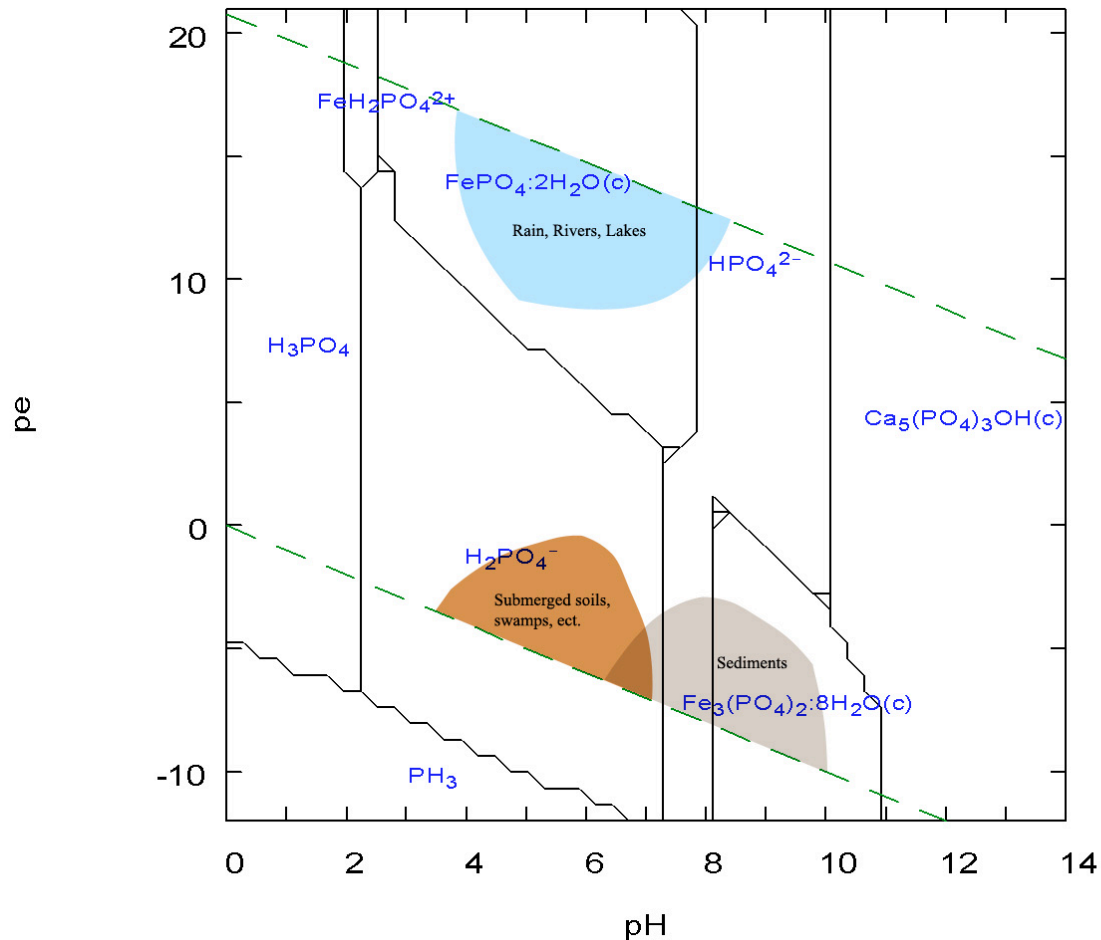 20
FeH₂PO₄²⁺
FePO₄:2H₂O(c)
Rain, Rivers, Lakes
HPO₄²⁻
10
H₃PO₄
pe
Ca₅(PO₄)₃OH(c)
0
H₂PO₄⁻
Submerged soils,
swamps, ect.
Sediments
Fe₃(PO₄)₂:8H₂O(c)
-10
PH₃
0 2 4 6 8 10 12 14
pH